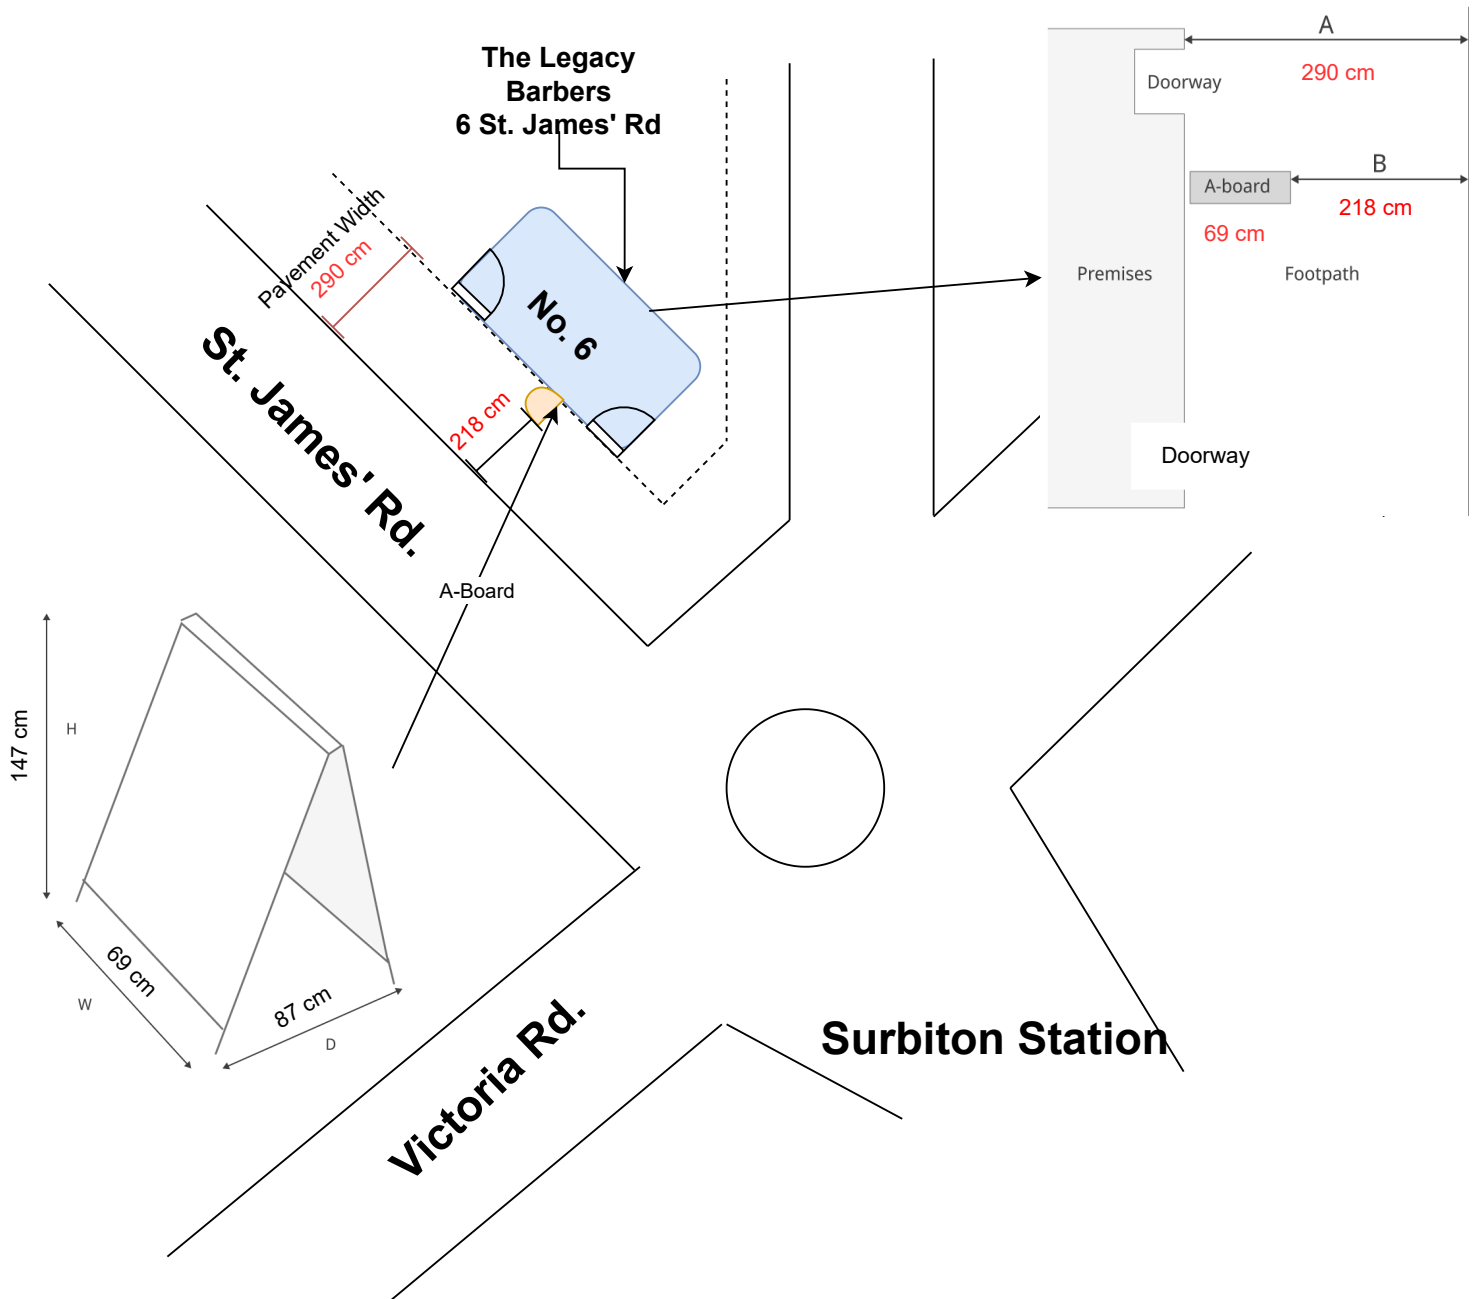 The Legacy
Barbers
6 St. James' Rd
A
290 cm
Doorway
B
A-board
218 cm
69 cm
Premises
Footpath
Doorway
Pavement Width
290 cm
No. 6
218 cm
St. James' Rd.
A-Board
147 cm
H
69 cm
W
87 cm
D
Victoria Rd.
Surbiton Station